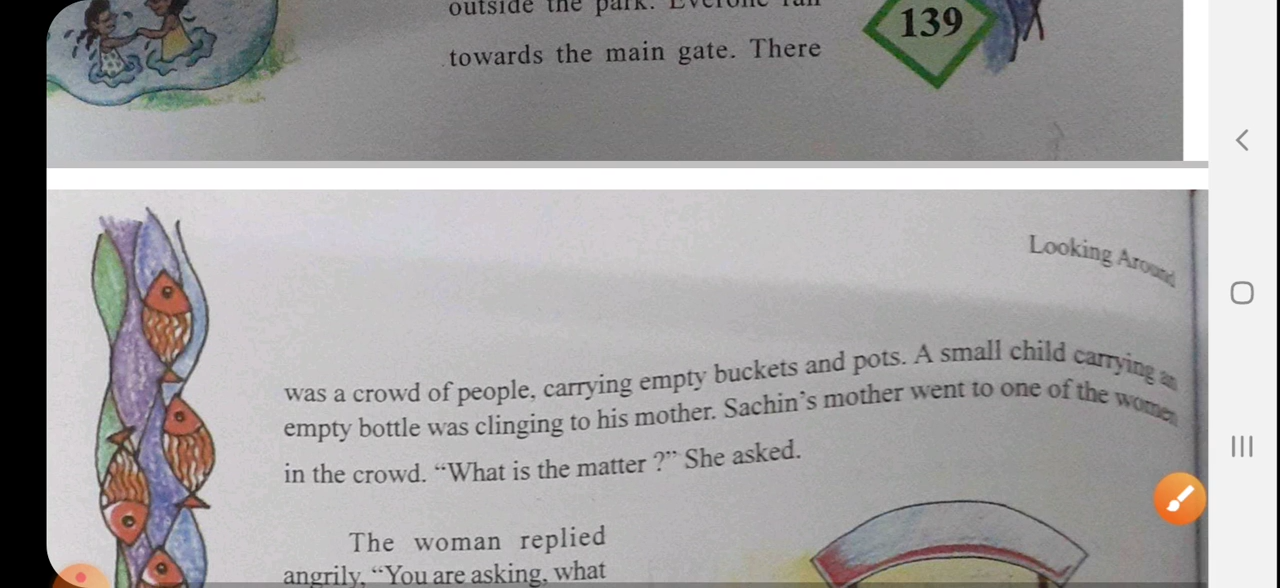 outside the park. Everone ran
towards the main gate. There
139
Looking Around
was a crowd of people, carrying empty buckets and pots. A small child carrying an
empty bottle was clinging to his mother. Sachin's mother went to one of the women
in the crowd. “What is the matter ?” She asked.
The woman replied
angrily, “You are asking, what